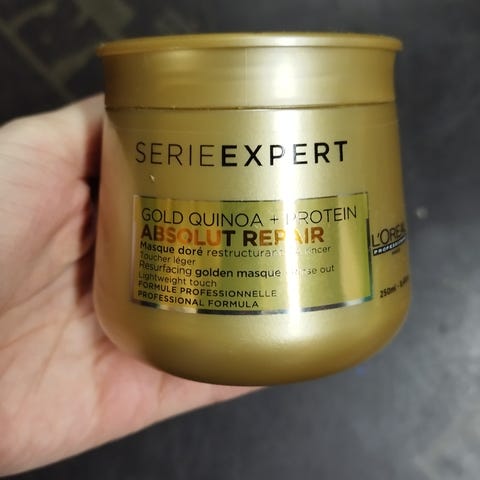 SERIEEXPERT
GOLD QUINOA + PROTEIN
ABSOLUT REPAIR
Masque doré restructurant
Toucher léger
Resurfacing golden masque
Lightweight touch
FORMULE PROFESSIONNELLE
PROFESSIONAL FORMULA
L'ORÉAL
PROFESSIONNEL
250ml